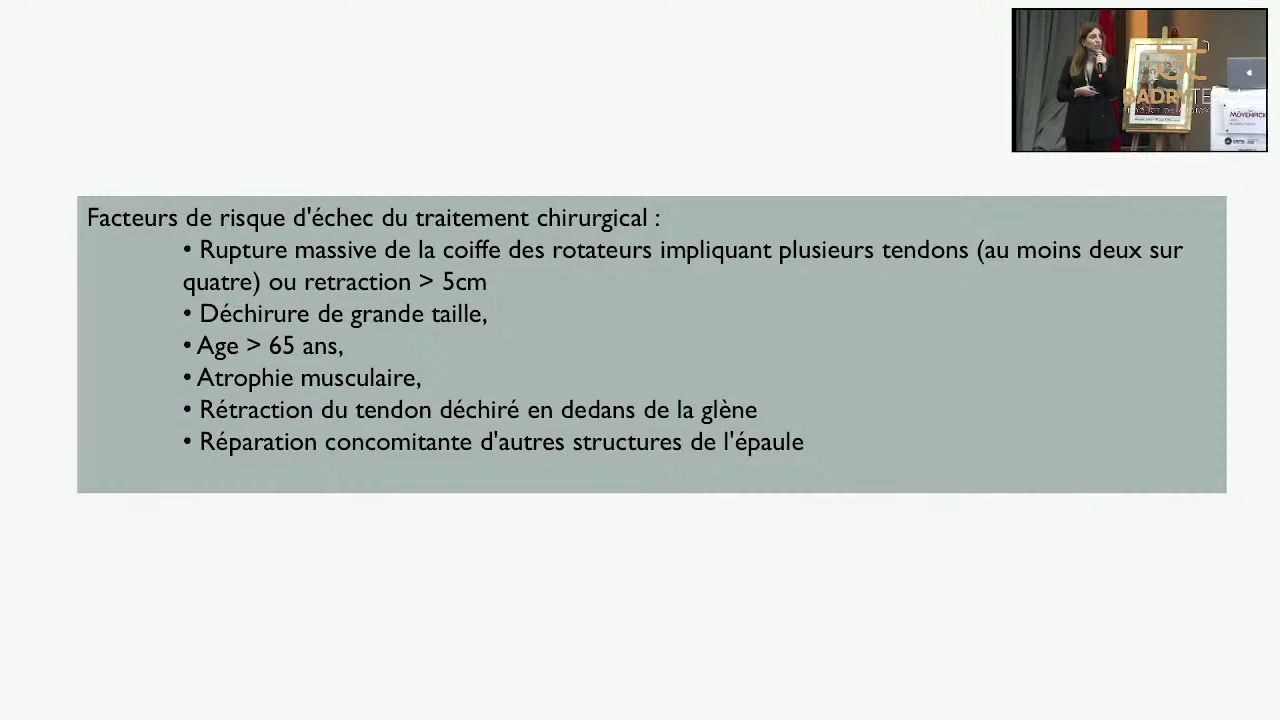 Facteurs de risque d'échec du traitement chirurgical :
• Rupture massive de la coiffe des rotateurs impliquant plusieurs tendons (au moins deux sur
quatre) ou retraction > 5cm
• Déchirure de grande taille,
• Age > 65 ans,
• Atrophie musculaire,
• Rétraction du tendon déchiré en dedans de la glène
• Réparation concomitante d'autres structures de l'épaule
MÖVENPICK